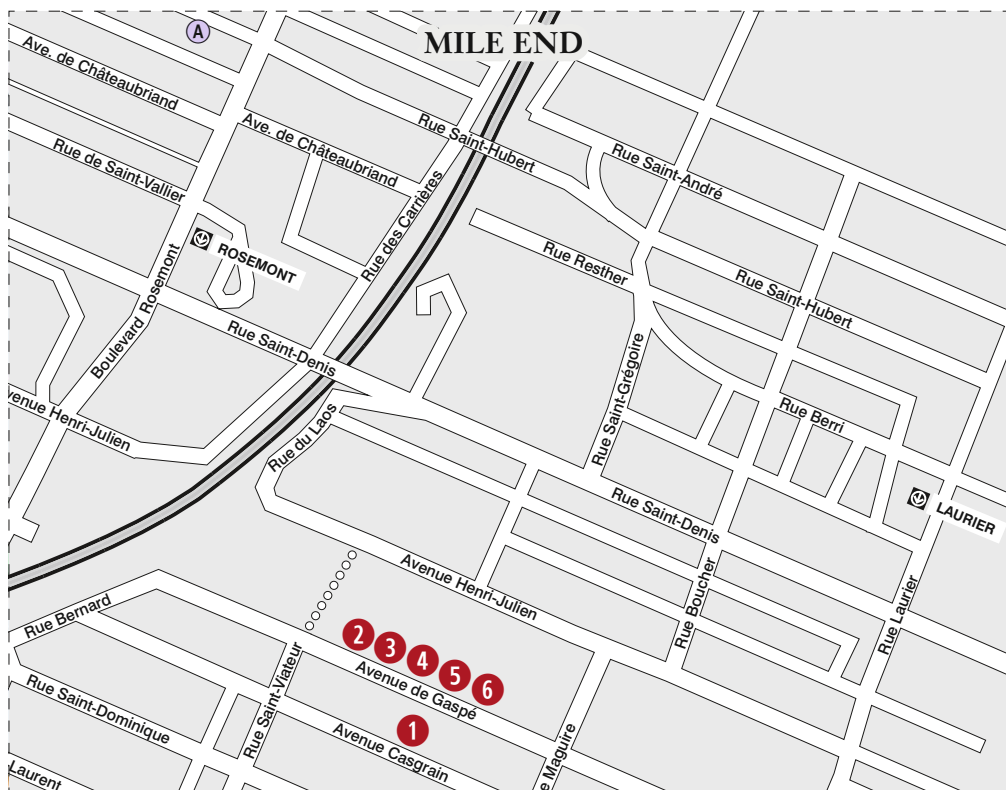 A
MILE END
Ave. de Châteaubriand
Ave. de Châteaubriand
Rue Saint-Hubert
Rue Saint-André
Rue de Saint-Vallier
Rue des Carrières
ROSEMONT
Boulevard Rosemont
Rue Resther
Rue Saint-Hubert
Rue Saint-Denis
Rue Saint-Grégoire
venue Henri-Julien
Rue du Laos
Rue Berri
Rue Saint-Denis
LAURIER
Avenue Henri-Julien
Rue Boucher
Rue Laurier
Rue Bernard
2
3
4
5
6
Rue Saint-Viateur
Avenue de Gaspé
Rue Saint-Dominique
1
Avenue Casgrain
e Maguire
Laurent